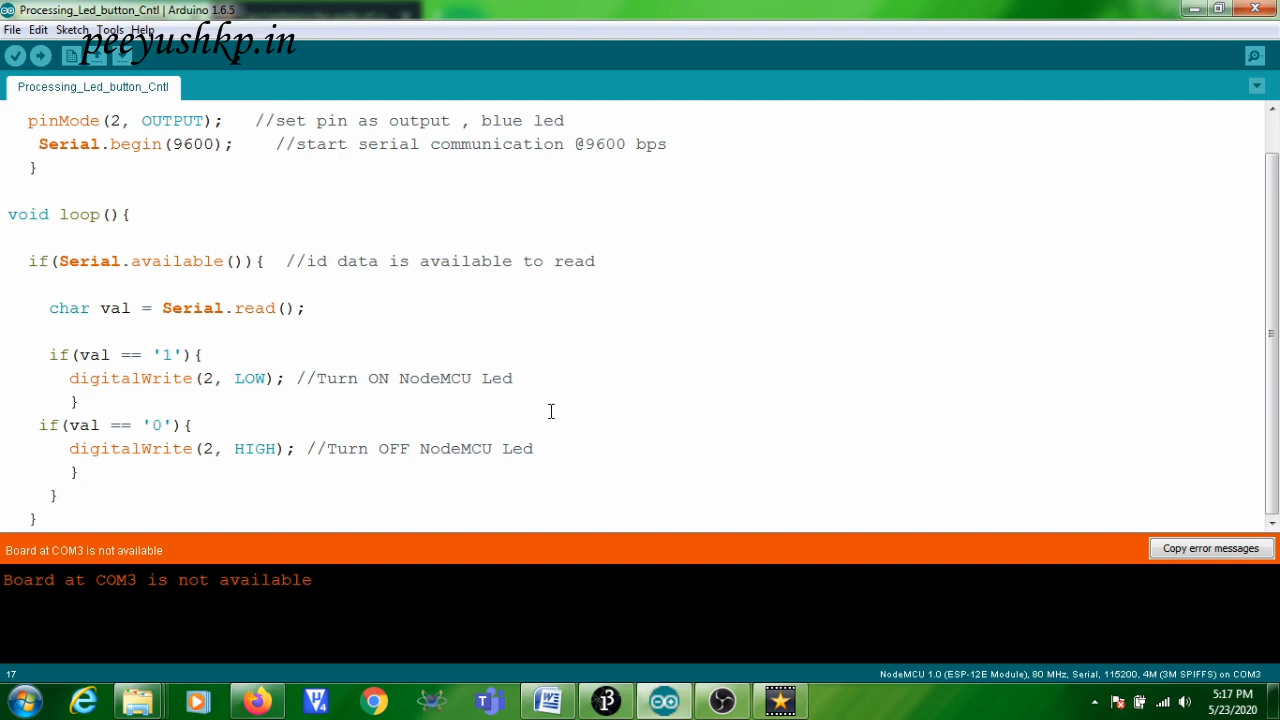 Processing_Led_button_Cntl | Arduino 1.6.5
File Edit Sketch Tools Help
peeyushkp.in
Processing_Led_button_Cntl
pinMode(2, OUTPUT); //set pin as output , blue led
Serial.begin(9600); //start serial communication @9600 bps
}
void loop(){
if(Serial.available()){ //id data is available to read
char val = Serial.read();
if(val == '1'){
digitalWrite(2, LOW); //Turn ON NodeMCU Led
}
if(val == '0'){
digitalWrite(2, HIGH); //Turn OFF NodeMCU Led
}
}
}
Board at COM3 is not available
Copy error messages
Board at COM3 is not available
17
NodeMCU 1.0 (ESP-12E Module), 80 MHz, Serial, 115200, 4M (3M SPIFFS) on COM3
5:17 PM
5/23/2020